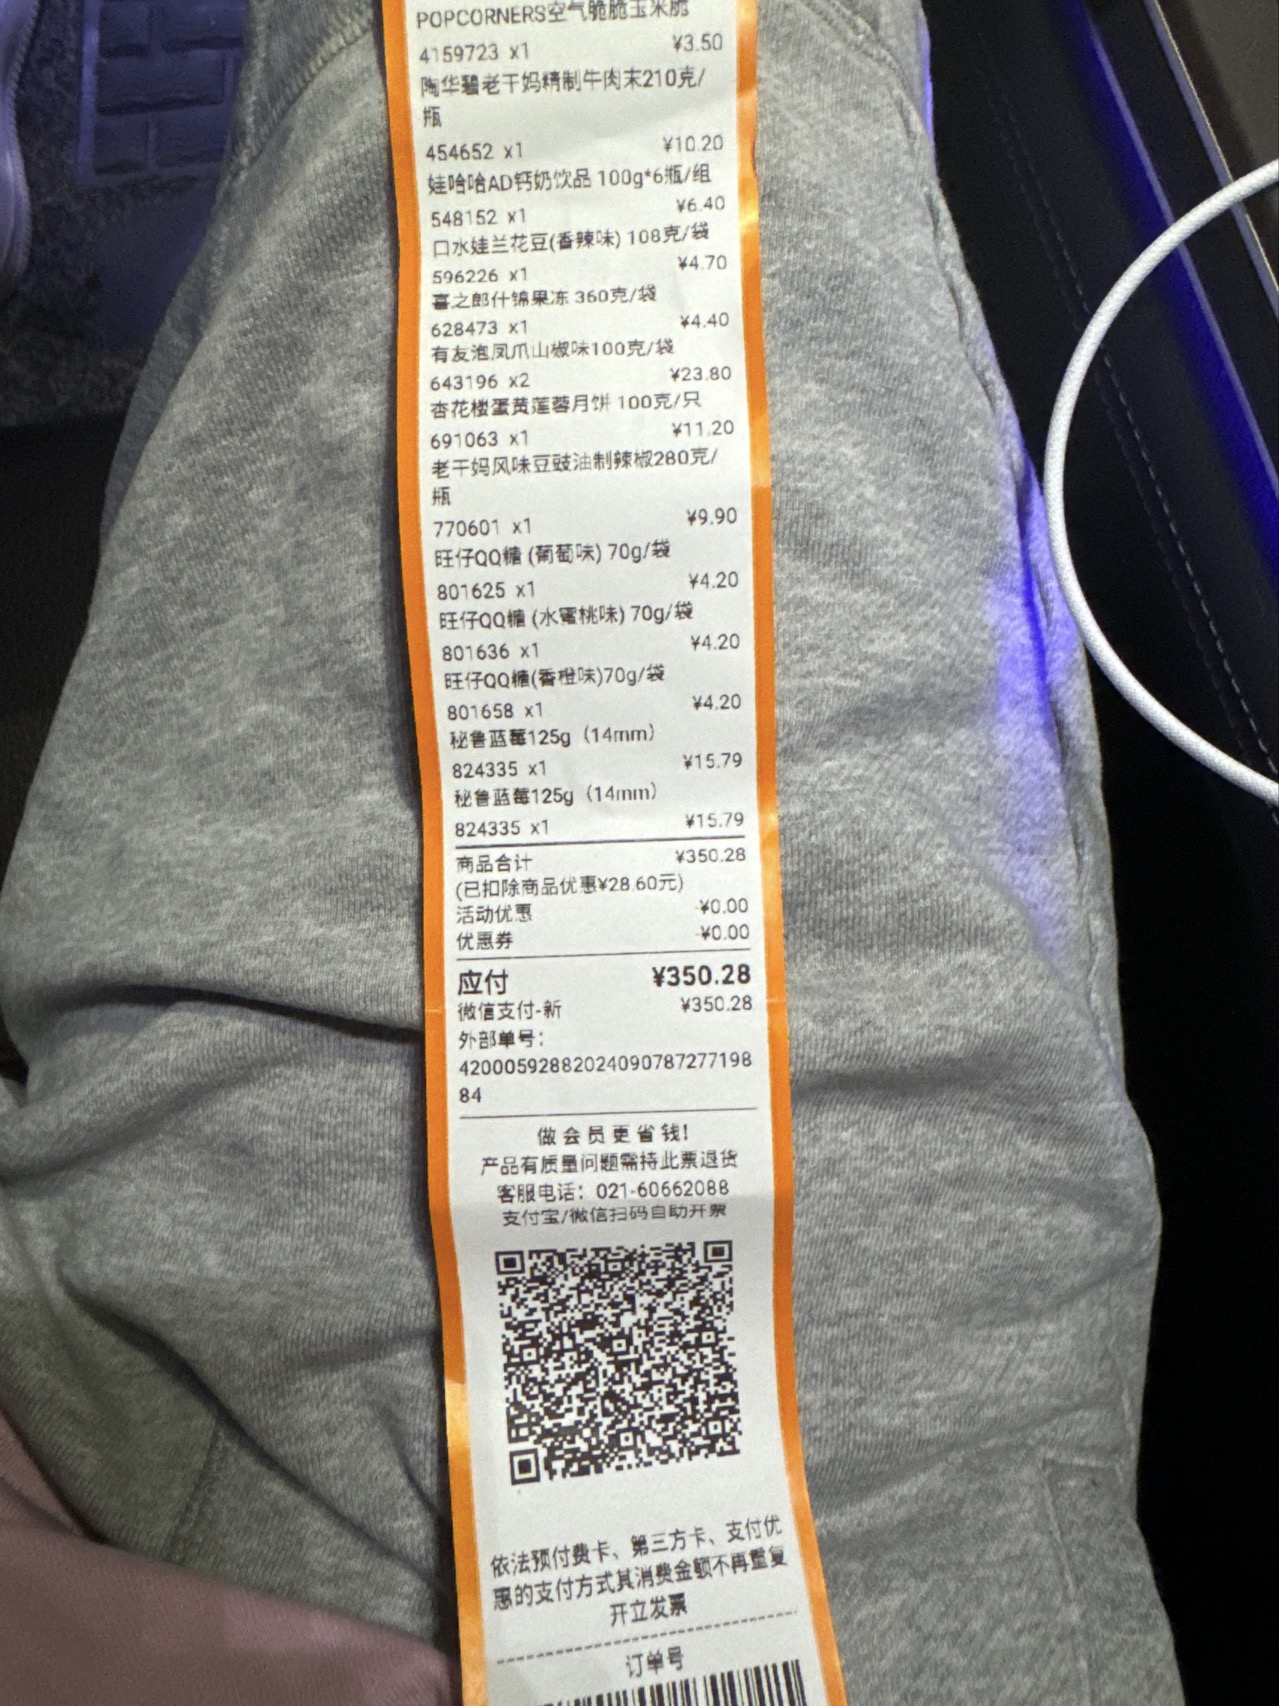 POPCORNERS空气脆脆玉米脆
4159723 x1 ¥3.50
陶华碧老干妈精制牛肉末210克/
瓶
454652 x1 ¥10.20
娃哈哈AD钙奶饮品 100g*6瓶/组
548152 x1 ¥6.40
口水娃兰花豆(香辣味) 108克/袋
596226 x1 ¥4.70
喜之郎什锦果冻 360克/袋
628473 x1 ¥4.40
有友泡凤爪山椒味100克/袋
643196 x2 ¥23.80
杏花楼蛋黄莲蓉月饼 100克/只
691063 x1 ¥11.20
老干妈风味豆豉油制辣椒280克/
瓶
770601 x1 ¥9.90
旺仔QQ糖 (葡萄味) 70g/袋
801625 x1 ¥4.20
旺仔QQ糖 (水蜜桃味) 70g/袋
801636 x1 ¥4.20
旺仔QQ糖(香橙味)70g/袋
801658 x1 ¥4.20
秘鲁蓝莓125g（14mm）
824335 x1 ¥15.79
秘鲁蓝莓125g（14mm）
824335 x1 ¥15.79
商品合计 ¥350.28
(已扣除商品优惠¥28.60元)
活动优惠 -¥0.00
优惠券 -¥0.00
应付 ¥350.28
微信支付-新 ¥350.28
外部单号：
42000592882024090787277198
84
做会员更省钱!
产品有质量问题需持此票退货
客服电话：021-60662088
支付宝/微信扫码自助开票
依法预付费卡、第三方卡、支付优
惠的支付方式其消费金额不再重复
开立发票
订单号